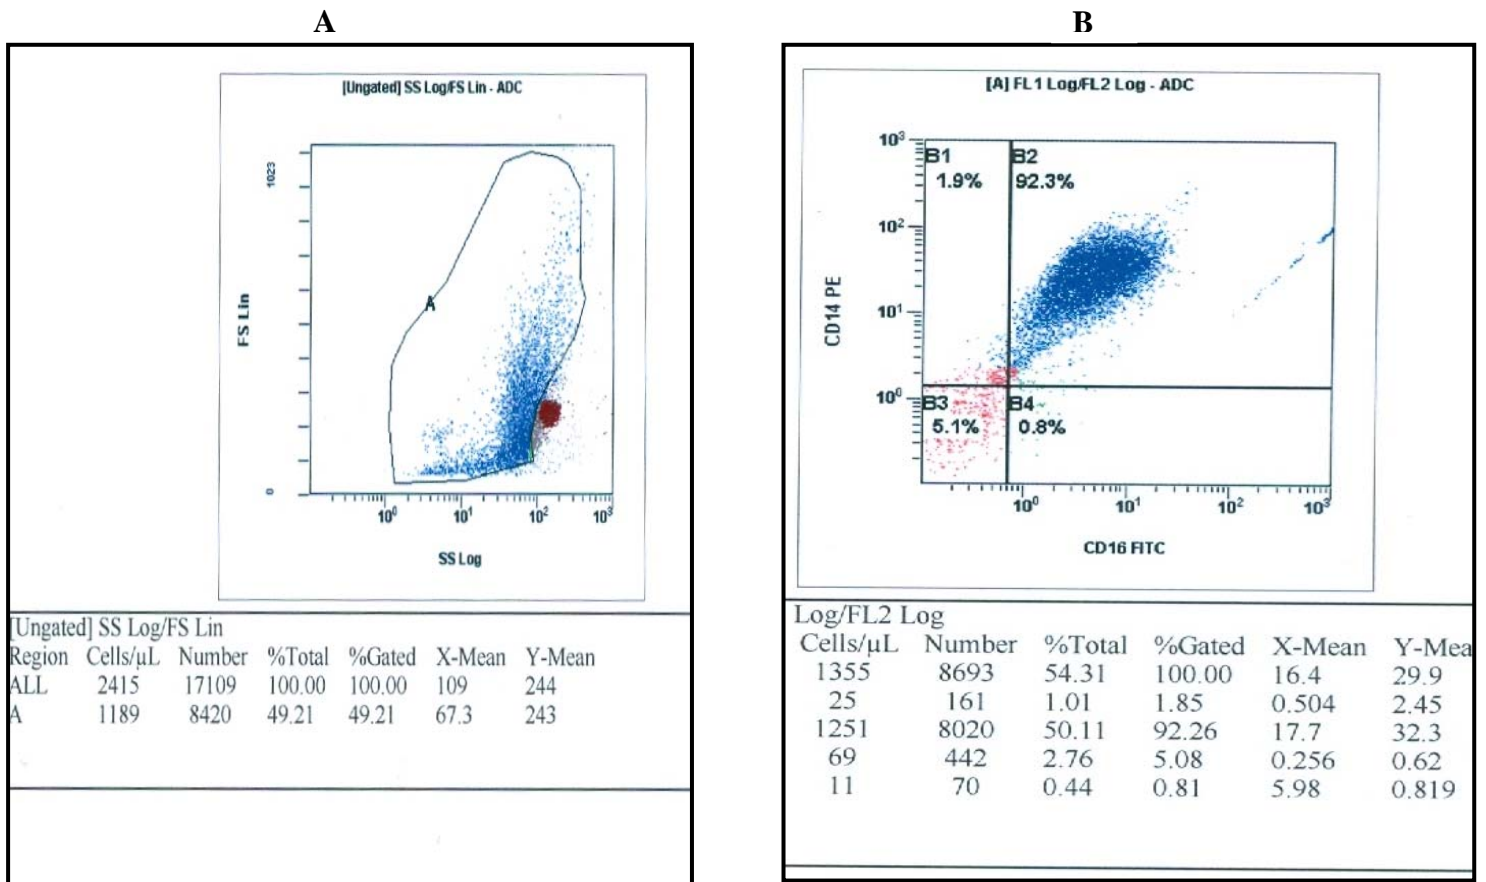 A
[Ungated] SS Log/FS Lin - ADC
1023
FS Lin
A
0
10⁰ 10¹ 10² 10³
SS Log
[Ungated] SS Log/FS Lin
Region Cells/µL Number %Total %Gated X-Mean Y-Mean
ALL 2415 17109 100.00 100.00 109 244
A 1189 8420 49.21 49.21 67.3 243
B
[A] FL1 Log/FL2 Log - ADC
10³
B1 B2
1.9% 92.3%
10²
CD14 PE
10¹
10⁰
B3 B4
5.1% 0.8%
10⁰ 10¹ 10² 10³
CD16 FITC
Log/FL2 Log
Cells/µL Number %Total %Gated X-Mean Y-Mea
1355 8693 54.31 100.00 16.4 29.9
25 161 1.01 1.85 0.504 2.45
1251 8020 50.11 92.26 17.7 32.3
69 442 2.76 5.08 0.256 0.62
11 70 0.44 0.81 5.98 0.819